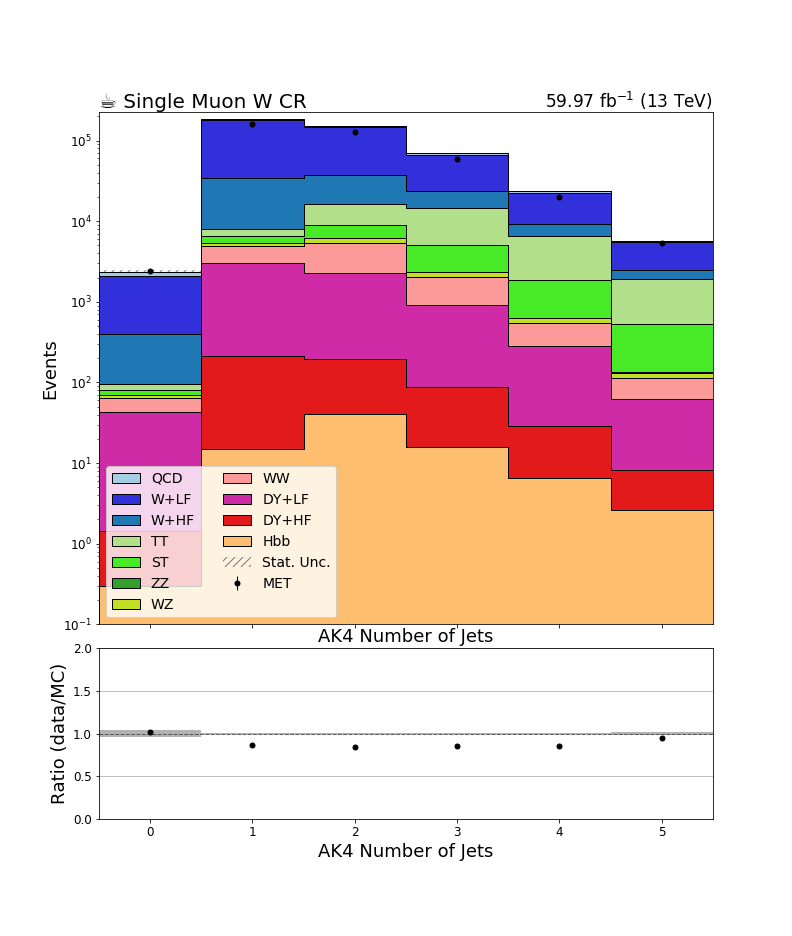 ☕ Single Muon W CR
59.97 fb⁻¹ (13 TeV)
10⁵
10⁴
10³
10²
10¹
10⁰
10⁻¹
Events
QCD
W+LF
W+HF
TT
ST
ZZ
WZ
WW
DY+LF
DY+HF
Hbb
Stat. Unc.
MET
AK4 Number of Jets
2.0
1.5
1.0
0.5
0.0
Ratio (data/MC)
0 1 2 3 4 5
AK4 Number of Jets